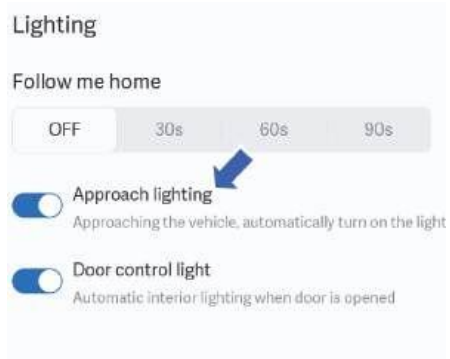 Lighting
Follow me home
OFF 30s 60s 90s
Approach lighting
Approaching the vehicle, automatically turn on the light
Door control light
Automatic interior lighting when door is opened